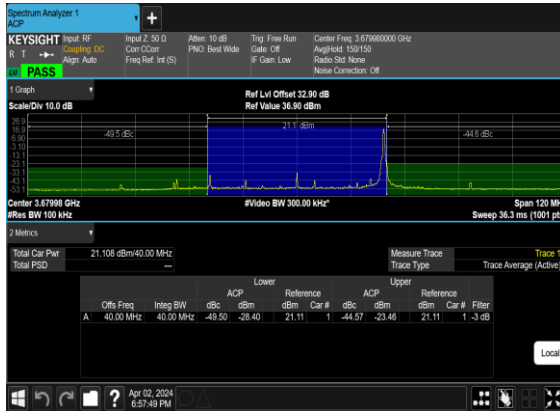 Spectrum Analyzer 1
ACP
+
KEYSIGHT Input: RF Input Z: 50 Ω Atten: 10 dB Trig: Free Run Center Freq: 3.679980000 GHz
R T Coupling: DC Corr CCorr PNO: Best Wide Gate: Off Avg|Hold: 150/150
Align: Auto Freq Ref: Int (S) IF Gain: Low Radio Std: None
PASS Noise Correction: Off
1 Graph
Ref Lvl Offset 32.90 dB
Scale/Div 10.0 dB Ref Value 36.90 dBm
26.9
16.9
6.90
-3.10
-13.1
-23.1
-33.1
-43.1
-53.1
-49.5 dBc
21.1 dBm
-44.6 dBc
Center 3.67998 GHz #Video BW 300.00 kHz* Span 120 MH
#Res BW 100 kHz Sweep 36.3 ms (1001 pt
2 Metrics
Total Car Pwr 21.108 dBm/40.00 MHz Measure Trace Trace 1
Total PSD --- Trace Type Trace Average (Active)
Lower Upper
ACP Reference ACP Reference
Offs Freq Integ BW dBc dBm dBm Car # dBc dBm dBm Car # Filter
A 40.00 MHz 40.00 MHz -49.50 -28.40 21.11 1 -44.57 -23.46 21.11 1 -3 dB
Local
? Apr 02, 2024
6:57:49 PM